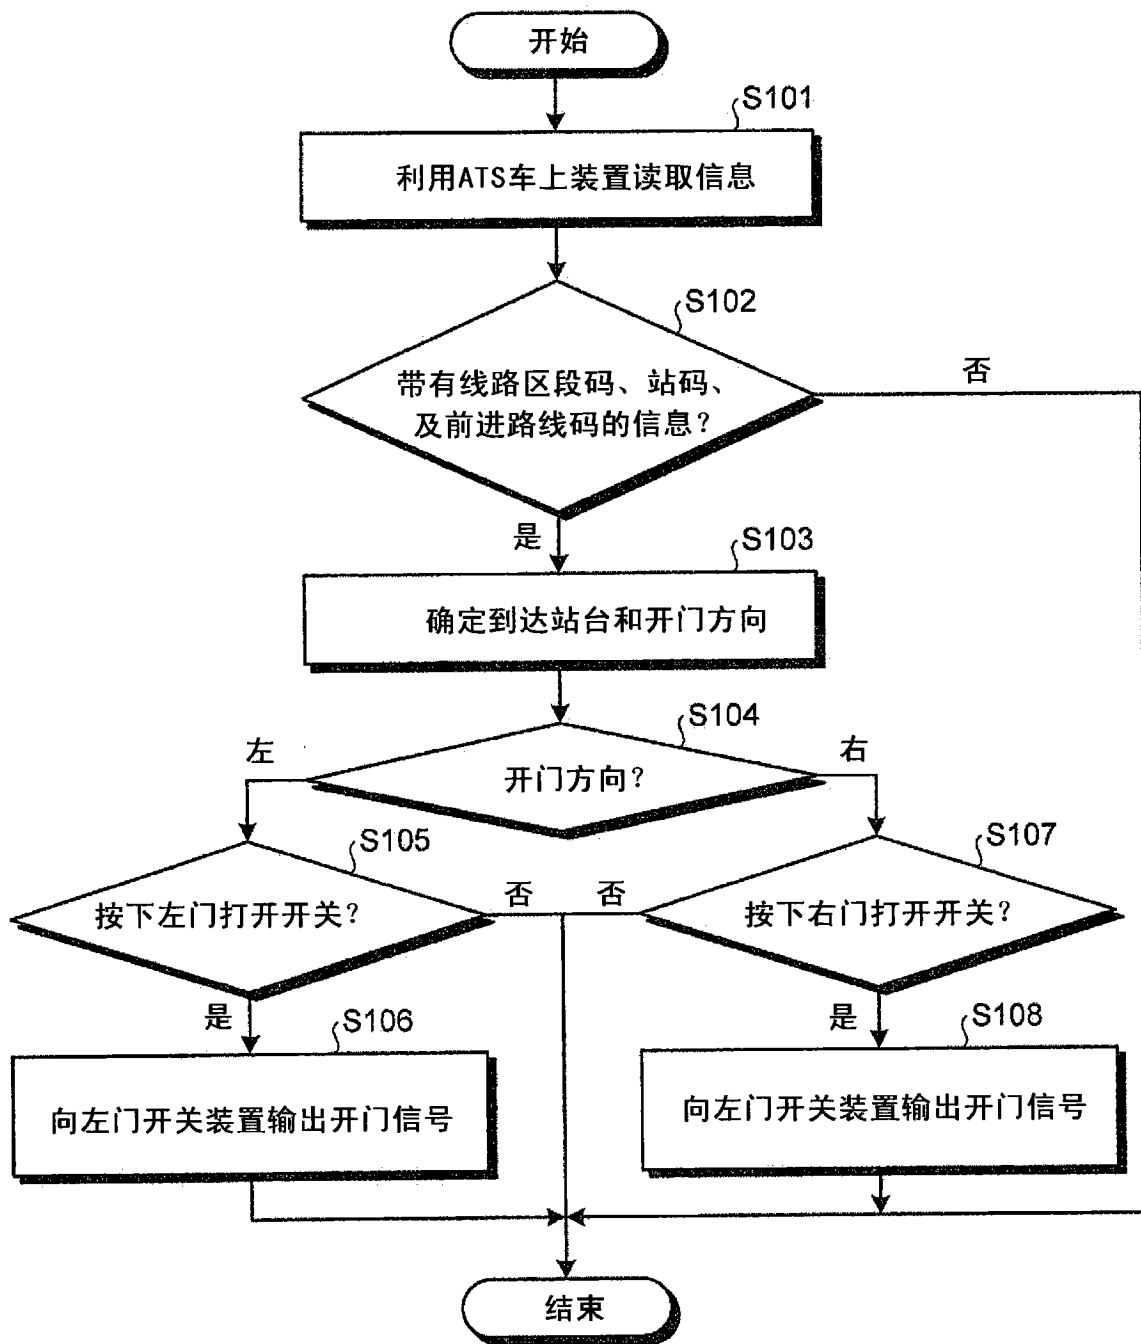 开始
S101
利用ATS车上装置读取信息
S102
带有线路区段码、站码、
及前进路线码的信息?
否
是
S103
确定到达站台和开门方向
S104
左
开门方向?
右
S105
按下左门打开开关?
否
否
S107
按下右门打开开关?
是
S106
向左门开关装置输出开门信号
是
S108
向左门开关装置输出开门信号
结束